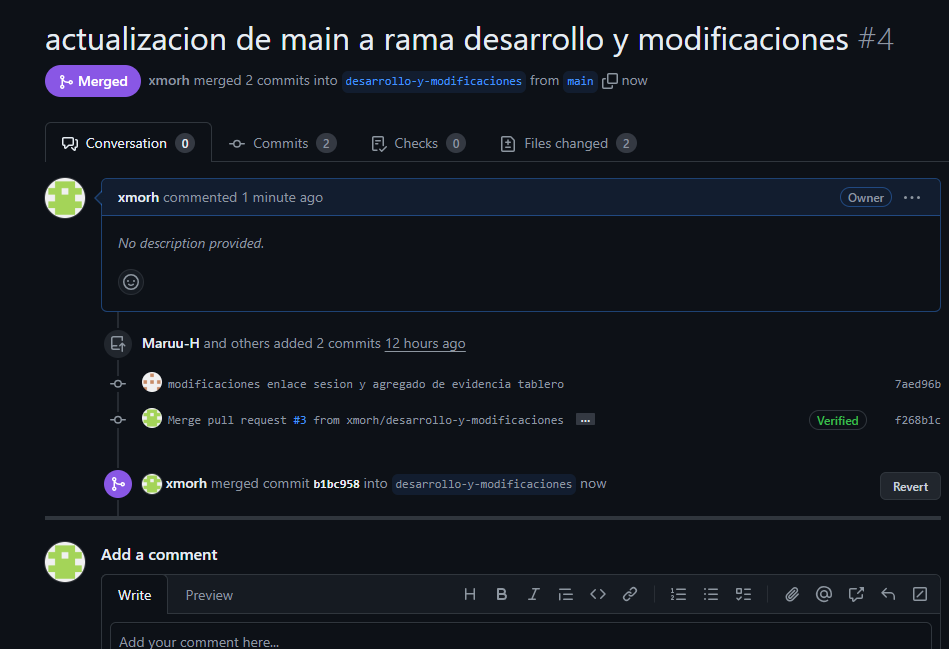 actualizacion de main a rama desarrollo y modificaciones #4
Merged xmorh merged 2 commits into desarrollo-y-modificaciones from main now
Conversation 0 Commits 2 Checks 0 Files changed 2
xmorh commented 1 minute ago Owner ...
No description provided.
Maruu-H and others added 2 commits 12 hours ago
modificaciones enlace sesion y agregado de evidencia tablero 7aed96b
Merge pull request #3 from xmorh/desarrollo-y-modificaciones ... Verified f268b1c
xmorh merged commit b1bc958 into desarrollo-y-modificaciones now Revert
Add a comment
Write Preview H B I
Add your comment here...